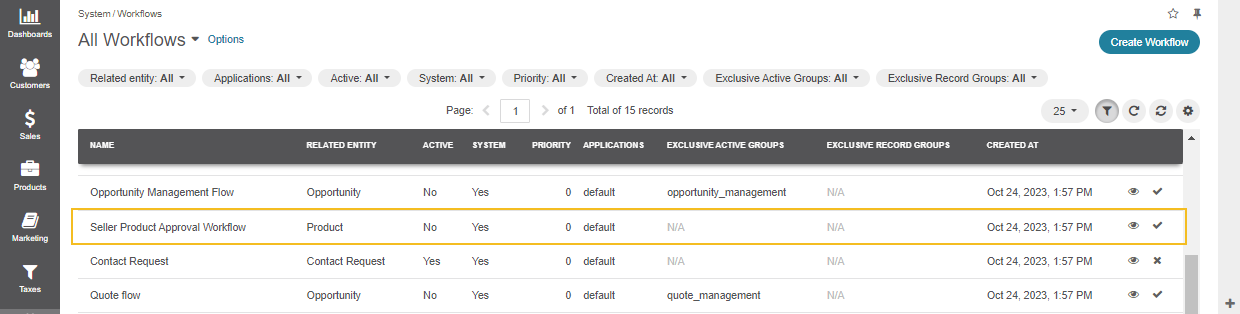 Dashboards
Customers
Sales
Products
Marketing
Taxes
System / Workflows
All Workflows Options
Create Workflow
Related entity: All Applications: All Active: All System: All Priority: All Created At: All Exclusive Active Groups: All Exclusive Record Groups: All
Page: 1 of 1 Total of 15 records 25
NAME RELATED ENTITY ACTIVE SYSTEM PRIORITY APPLICATIONS EXCLUSIVE ACTIVE GROUPS EXCLUSIVE RECORD GROUPS CREATED AT
Opportunity Management Flow Opportunity No Yes 0 default opportunity_management N/A Oct 24, 2023, 1:57 PM
Seller Product Approval Workflow Product No Yes 0 default N/A N/A Oct 24, 2023, 1:57 PM
Contact Request Contact Request Yes Yes 0 default N/A N/A Oct 24, 2023, 1:57 PM
Quote flow Opportunity No Yes 0 default quote_management N/A Oct 24, 2023, 1:57 PM